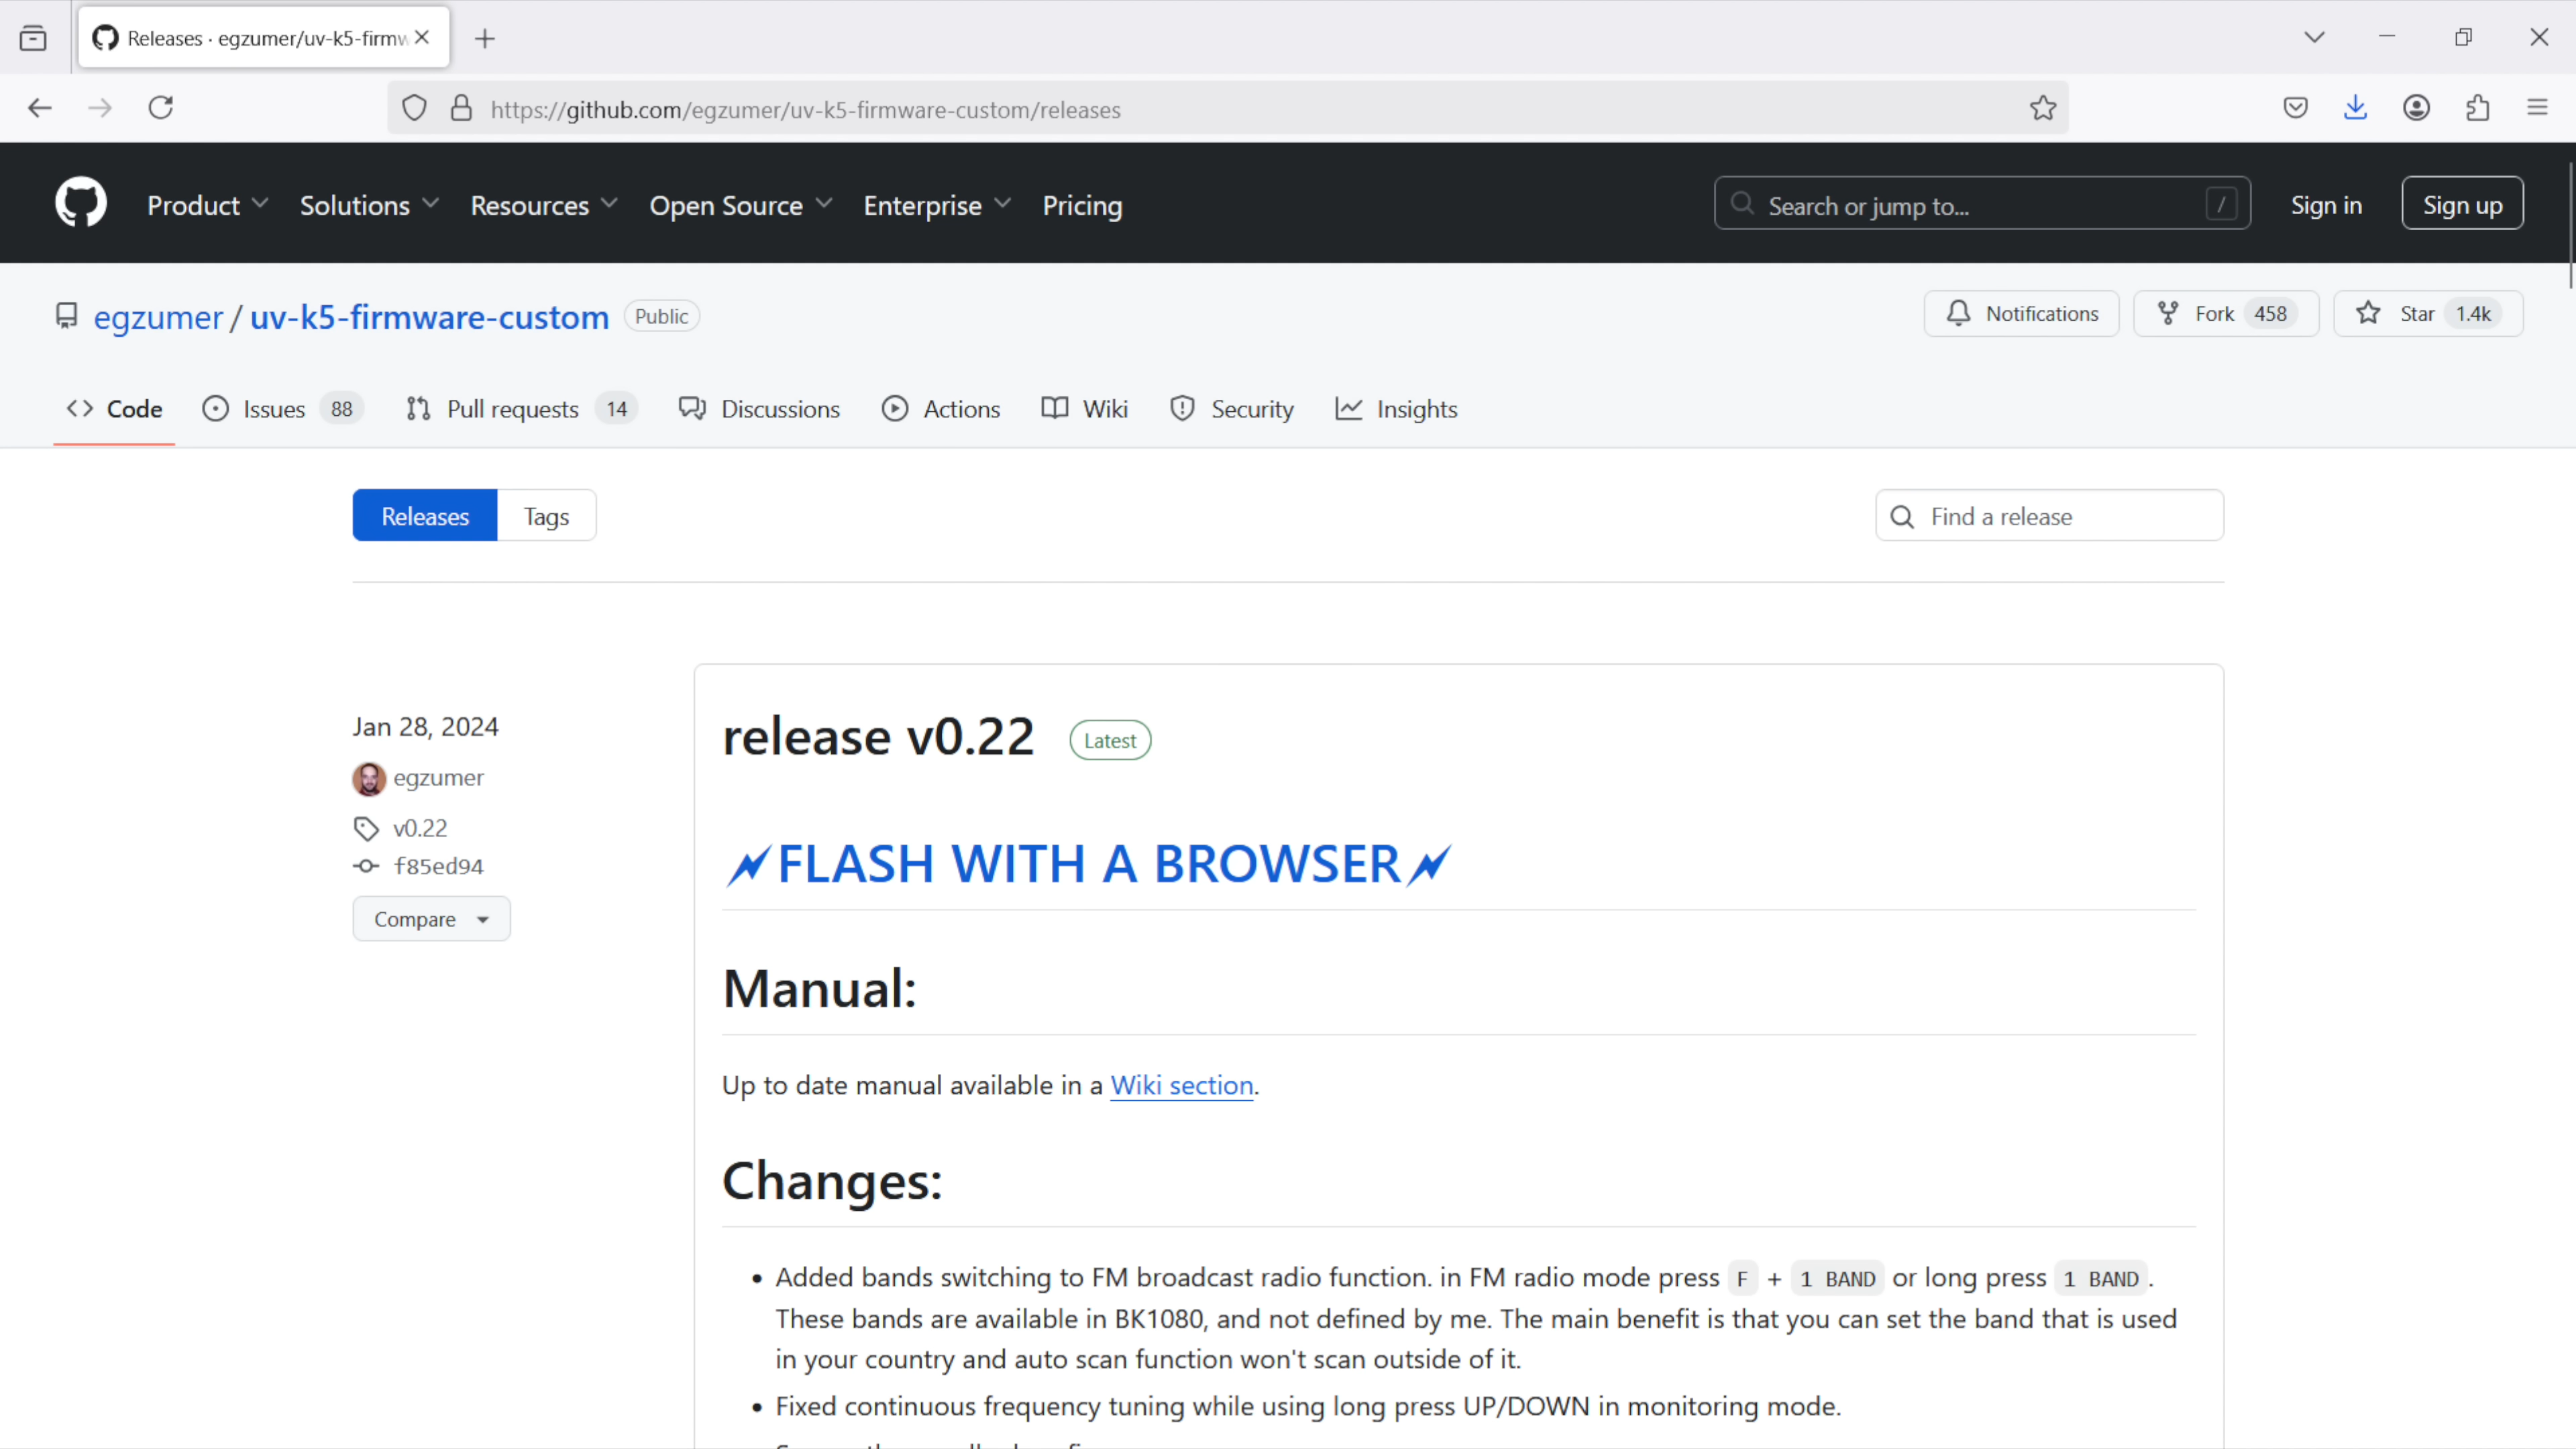 Releases · egzumer/uv-k5-firmw
https://github.com/egzumer/uv-k5-firmware-custom/releases
Product Solutions Resources Open Source Enterprise Pricing Search or jump to... / Sign in Sign up
egzumer / uv-k5-firmware-custom Public Notifications Fork 458 Star 1.4k
Code Issues 88 Pull requests 14 Discussions Actions Wiki Security Insights
Releases Tags Find a release
Jan 28, 2024
egzumer
v0.22
f85ed94
Compare
release v0.22 Latest
FLASH WITH A BROWSER
Manual:
Up to date manual available in a Wiki section.
Changes:
• Added bands switching to FM broadcast radio function. in FM radio mode press F + 1 BAND or long press 1 BAND.
These bands are available in BK1080, and not defined by me. The main benefit is that you can set the band that is used
in your country and auto scan function won't scan outside of it.
• Fixed continuous frequency tuning while using long press UP/DOWN in monitoring mode.